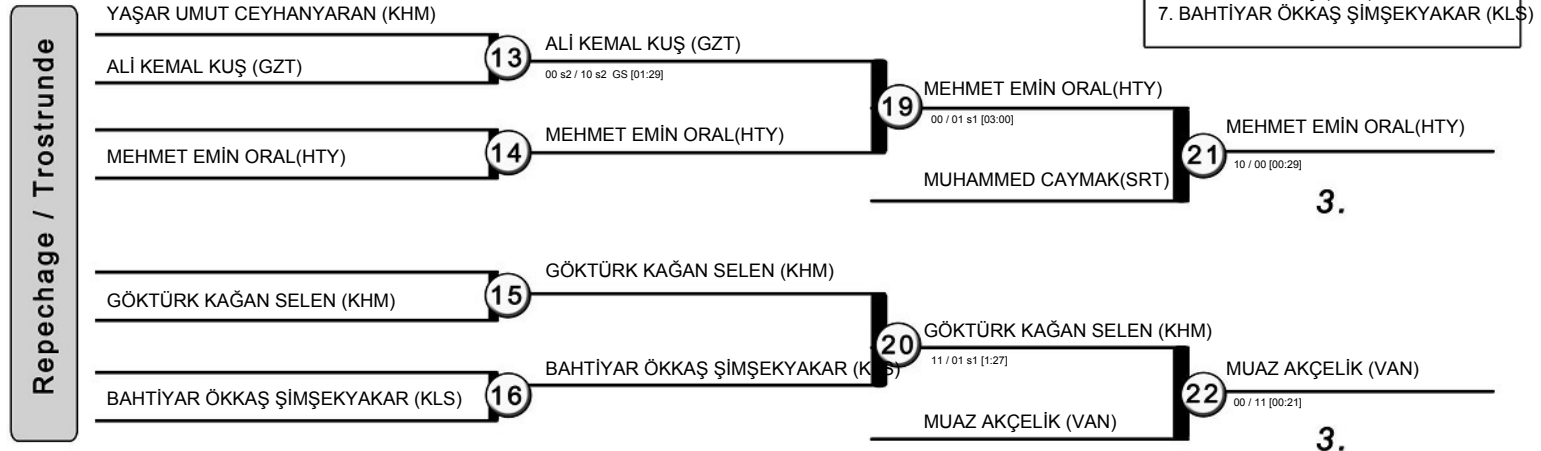 7. BAHTİYAR ÖKKAŞ ŞİMŞEKYAKAR (KLS)
Repechage / Trostrunde
YAŞAR UMUT CEYHANYARAN (KHM)
ALİ KEMAL KUŞ (GZT)
13
ALİ KEMAL KUŞ (GZT)
00 s2 / 10 s2 GS [01:29]
MEHMET EMİN ORAL(HTY)
14
MEHMET EMİN ORAL(HTY)
19
MEHMET EMİN ORAL(HTY)
00 / 01 s1 [03:00]
MUHAMMED CAYMAK(SRT)
21
MEHMET EMİN ORAL(HTY)
10 / 00 [00:29]
3.
GÖKTÜRK KAĞAN SELEN (KHM)
15
GÖKTÜRK KAĞAN SELEN (KHM)
BAHTİYAR ÖKKAŞ ŞİMŞEKYAKAR (KLS)
16
BAHTİYAR ÖKKAŞ ŞİMŞEKYAKAR (KLS)
20
GÖKTÜRK KAĞAN SELEN (KHM)
11 / 01 s1 [1:27]
MUAZ AKÇELİK (VAN)
22
MUAZ AKÇELİK (VAN)
00 / 11 [00:21]
3.